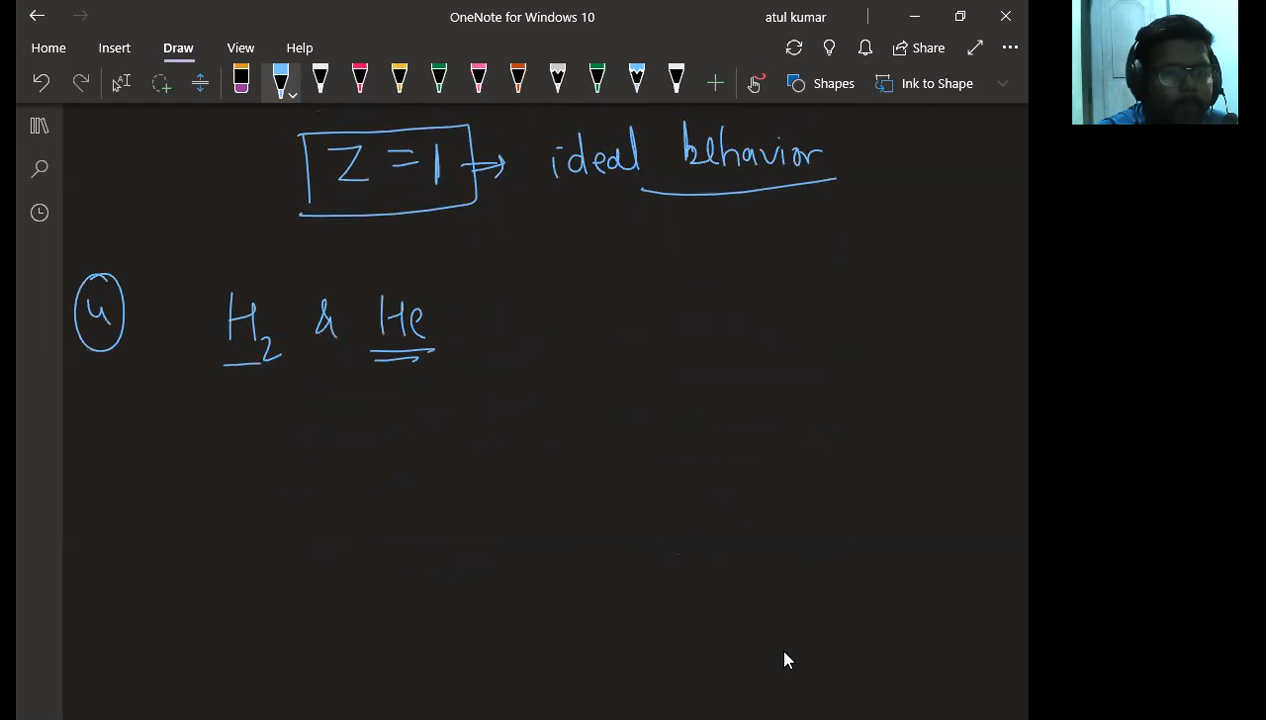 OneNote for Windows 10
atul kumar
Home Insert Draw View Help
Share
Shapes Ink to Shape
Z = 1 → ideal behavior
4 H₂ & He